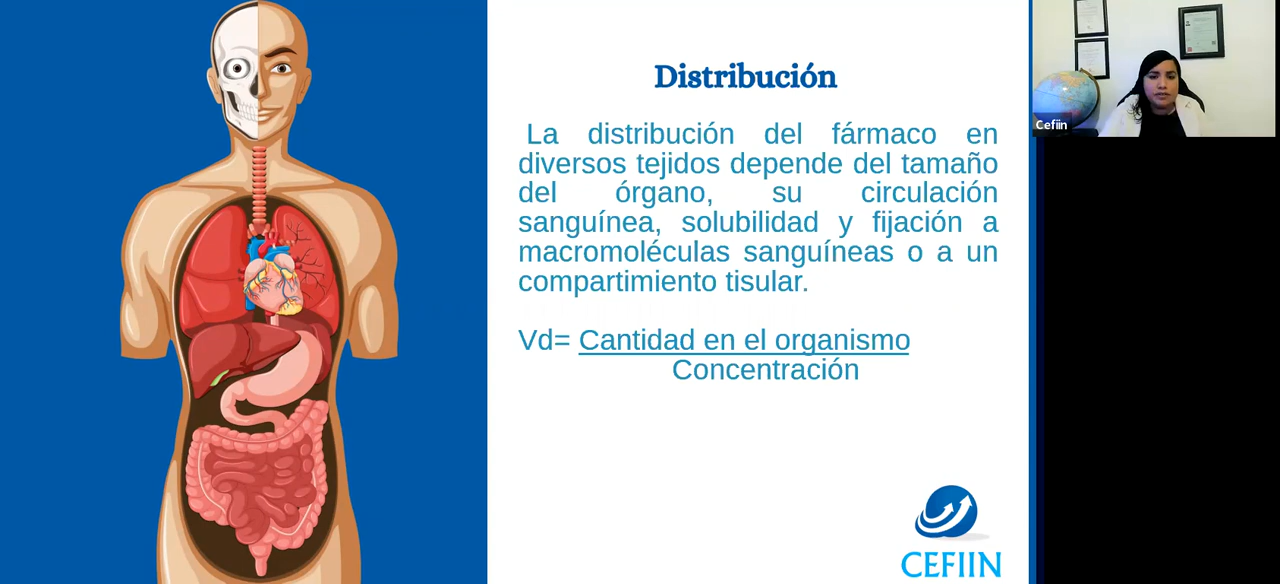 Distribución
La distribución del fármaco en
diversos tejidos depende del tamaño
del órgano, su circulación
sanguínea, solubilidad y fijación a
macromoléculas sanguíneas o a un
compartimiento tisular.
Vd= Cantidad en el organismo
Concentración
CEFIIN
Cefiin